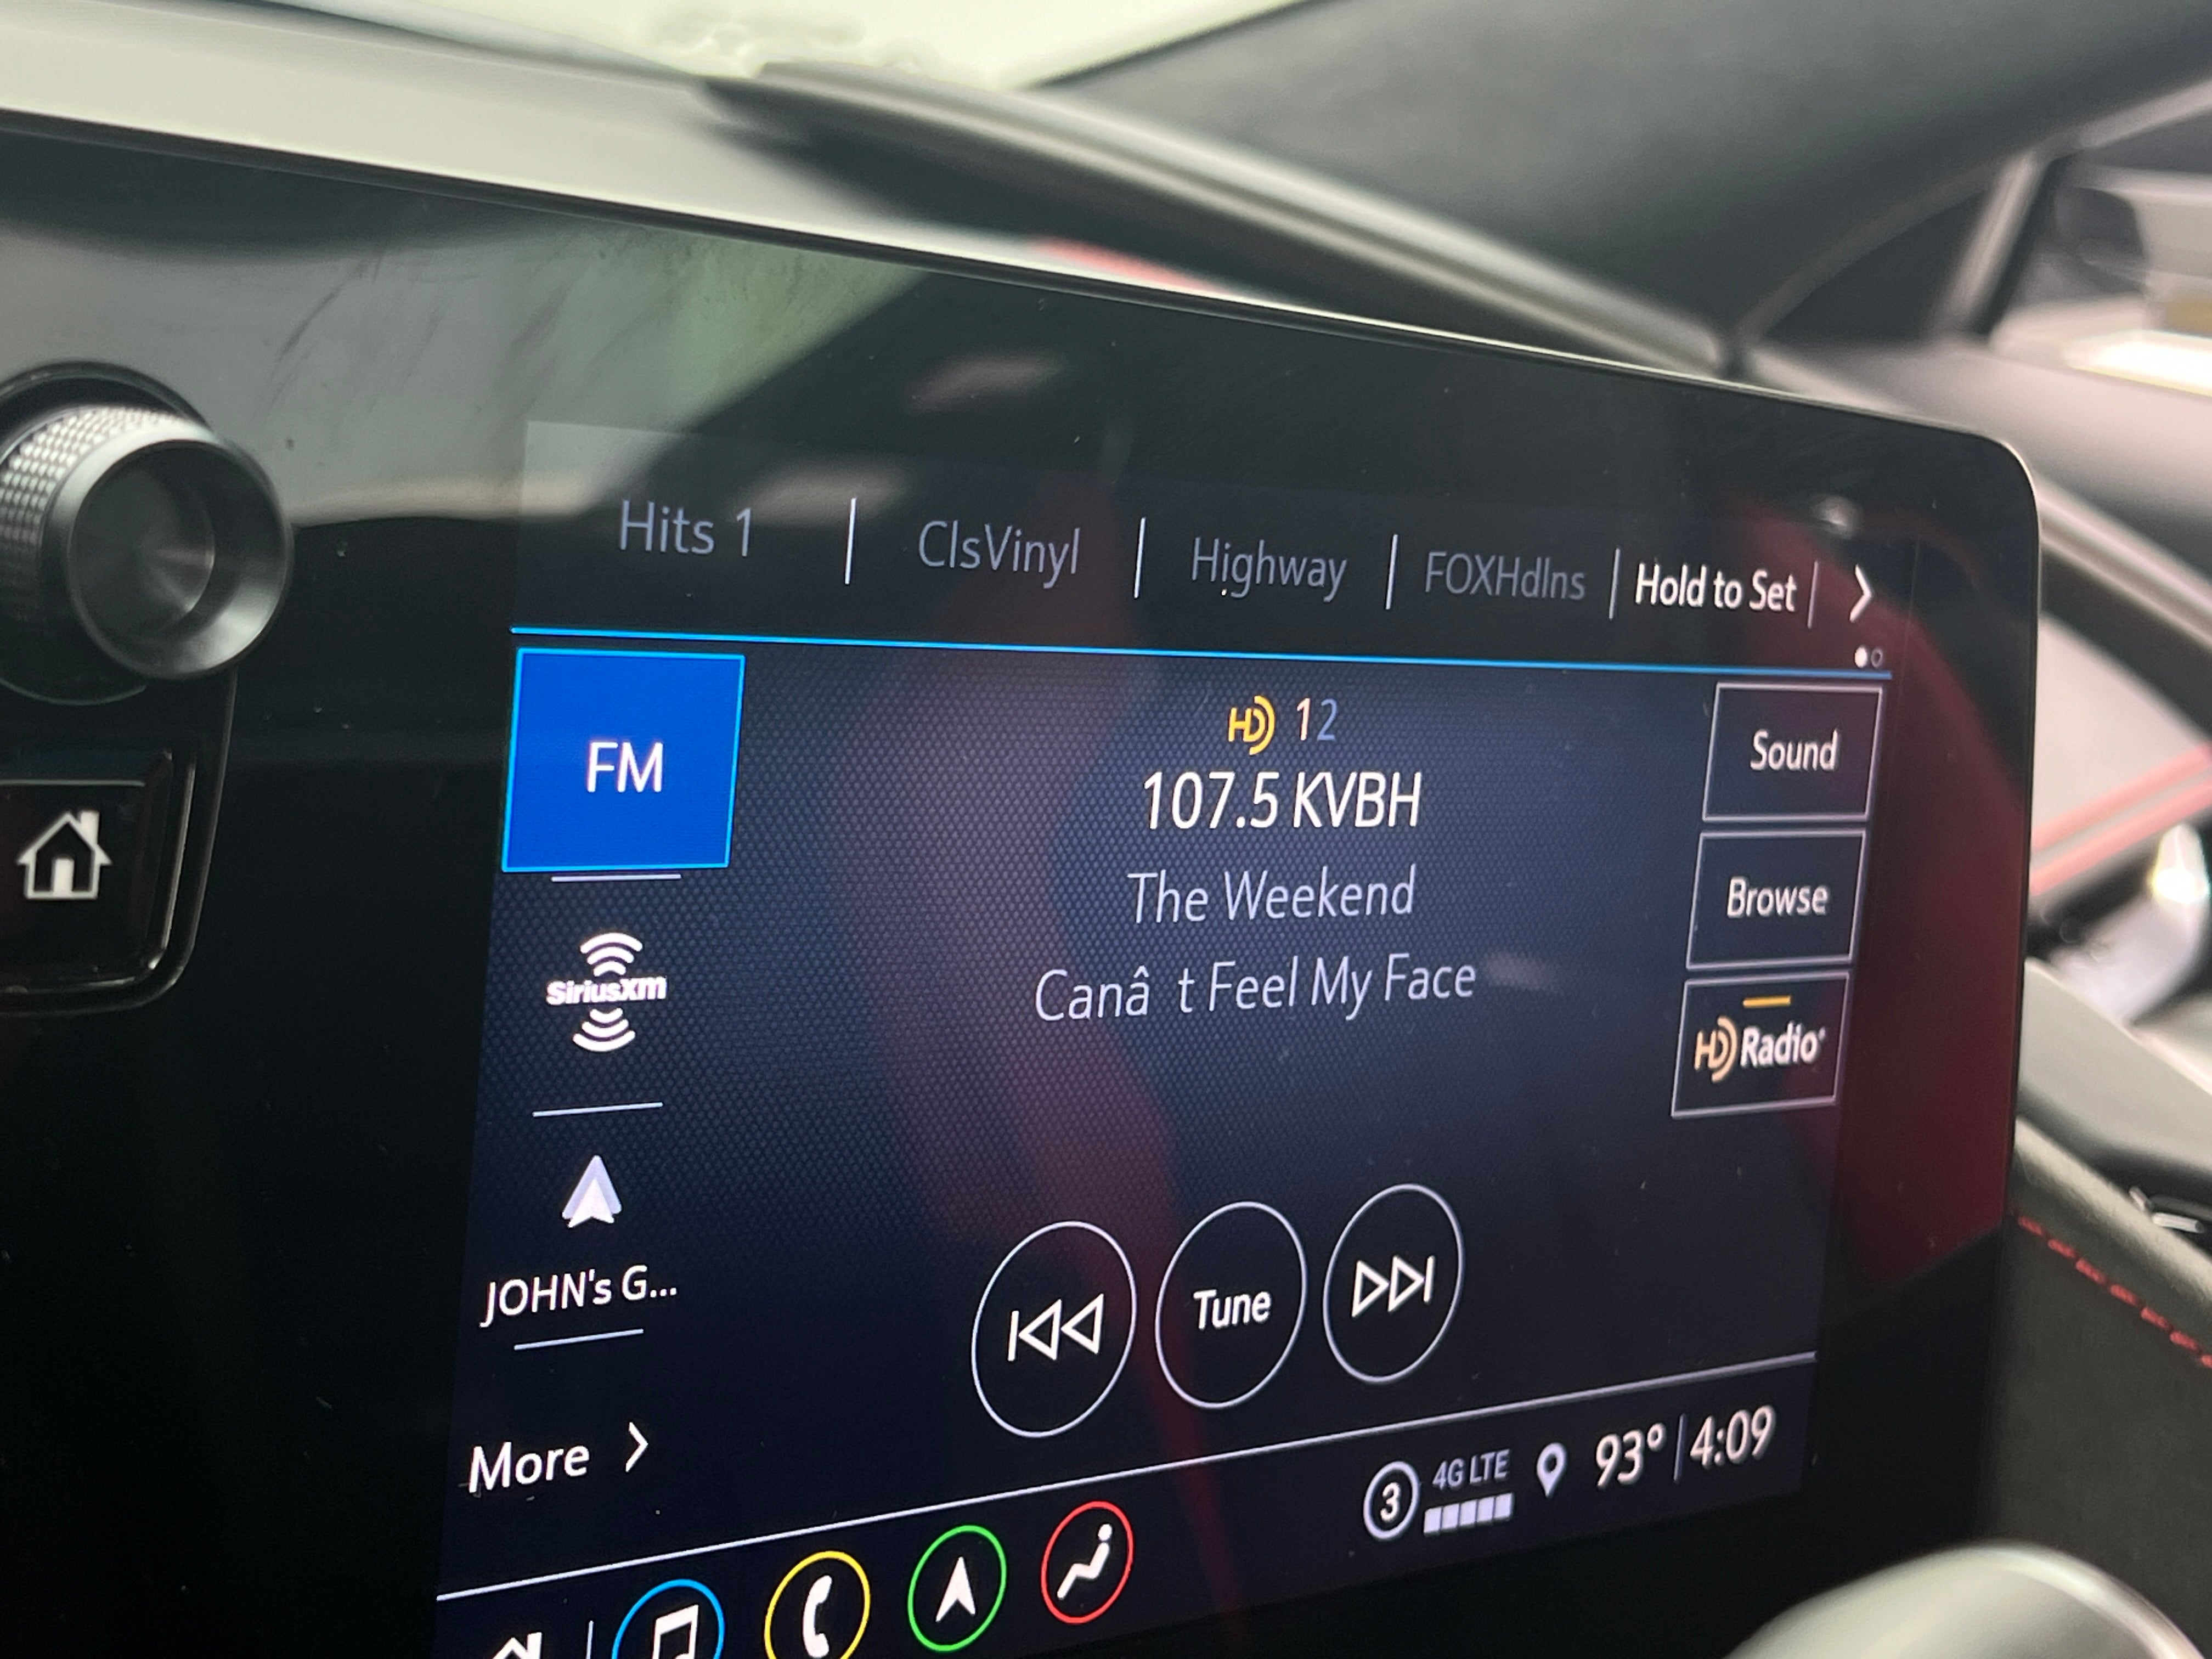 Hits 1 | ClsVinyl | Highway | FOXHdlns | Hold to Set |
FM
HD 12
107.5 KVBH
The Weekend
Canâ  t Feel My Face
Sound
Browse
HD Radio
SiriusXm
JOHN's G...
More
Tune
3 4G LTE 93° | 4:09